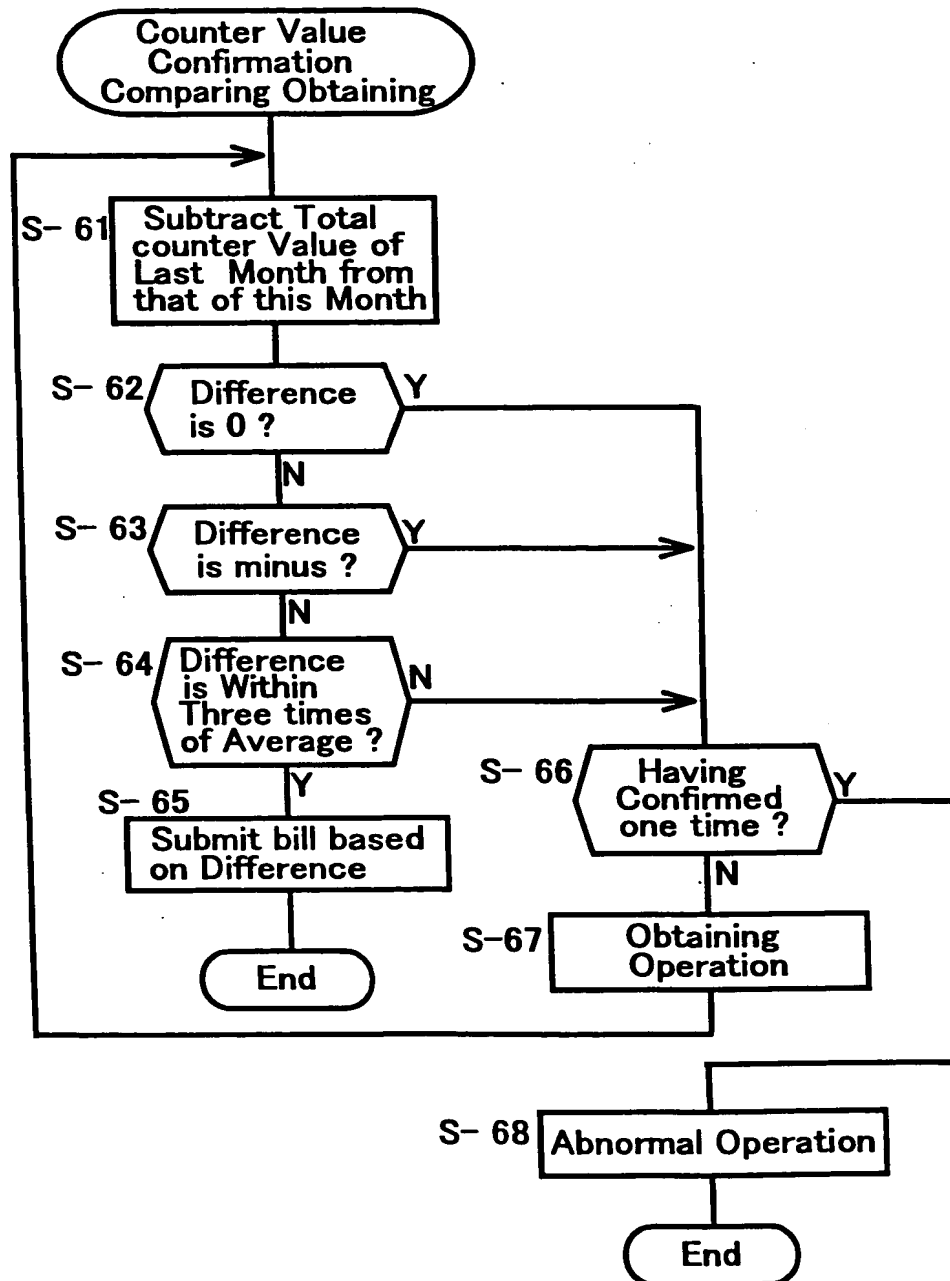 Counter Value
Confirmation
Comparing Obtaining
S- 61
Subtract Total
counter Value of
Last Month from
that of this Month
S- 62
Difference
is 0 ?
Y
N
S- 63
Difference
is minus ?
Y
N
S- 64
Difference
is Within
Three times
of Average ?
N
Y
S- 65
Submit bill based
on Difference
End
S- 66
Having
Confirmed
one time ?
Y
N
S-67
Obtaining
Operation
S- 68
Abnormal Operation
End